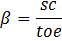 β = sc/toe